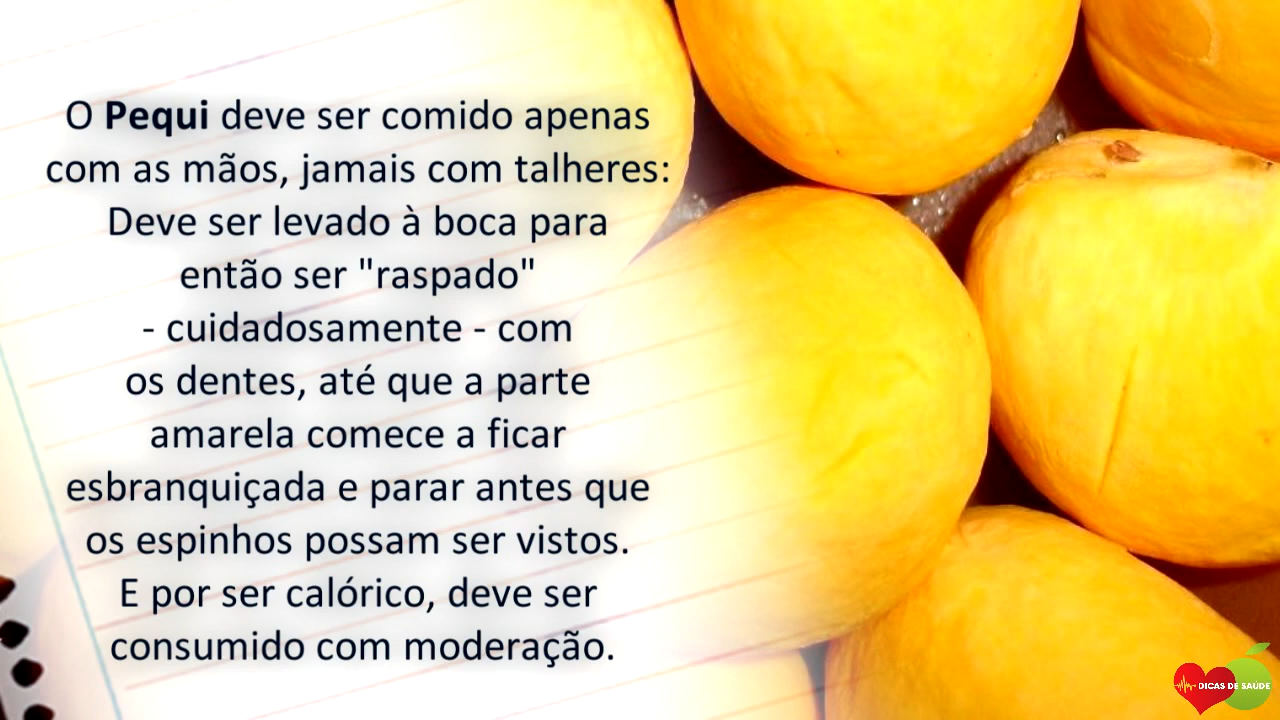 O Pequi deve ser comido apenas
com as mãos, jamais com talheres:
Deve ser levado à boca para
então ser "raspado"
- cuidadosamente - com
os dentes, até que a parte
amarela comece a ficar
esbranquiçada e parar antes que
os espinhos possam ser vistos.
E por ser calórico, deve ser
consumido com moderação.
DICAS DE SAÚDE